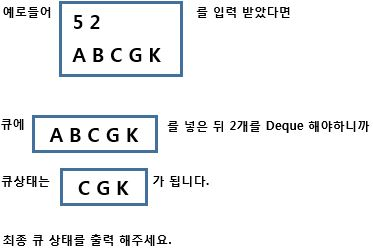 예로들어 5 2 를 입력 받았다면
A B C G K
큐에 A B C G K 를 넣은 뒤 2개를 Deque 해야하니까
큐상태는 C G K 가 됩니다.
최종 큐 상태를 출력 해주세요.